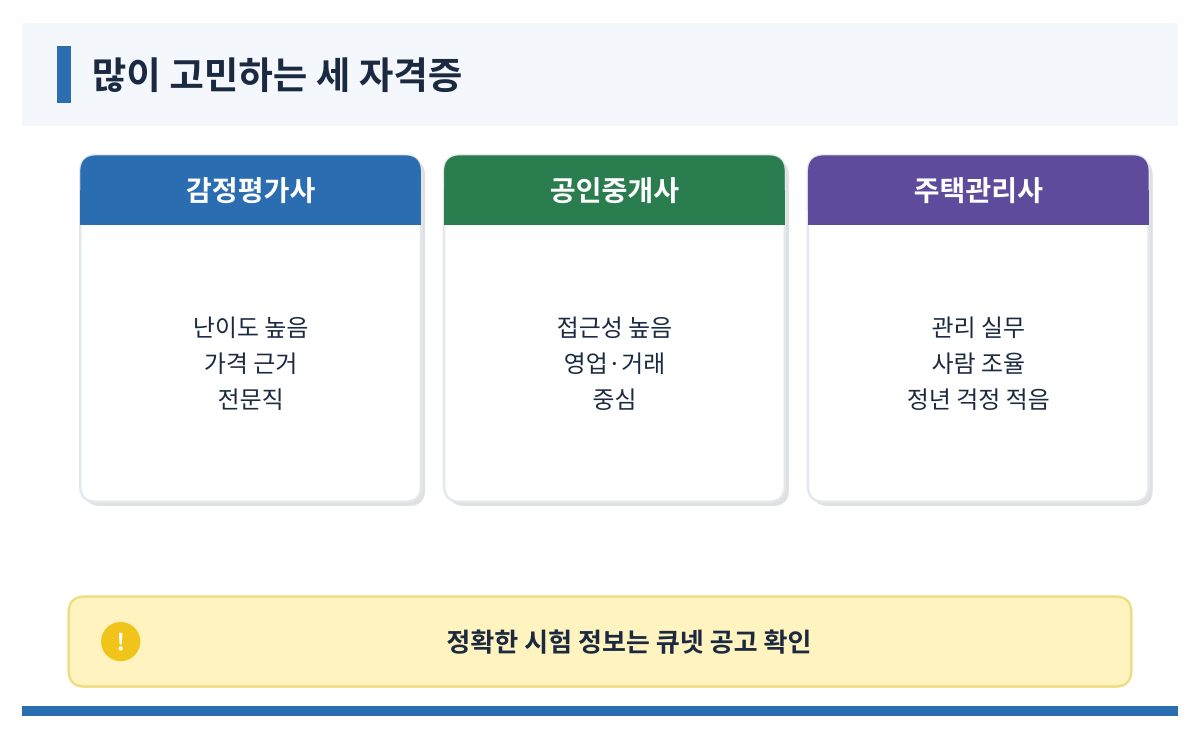 많이 고민하는 세 자격증
감정평가사
난이도 높음
가격 근거
전문직
공인중개사
접근성 높음
영업·거래
중심
주택관리사
관리 실무
사람 조율
정년 걱정 적음
!
정확한 시험 정보는 큐넷 공고 확인